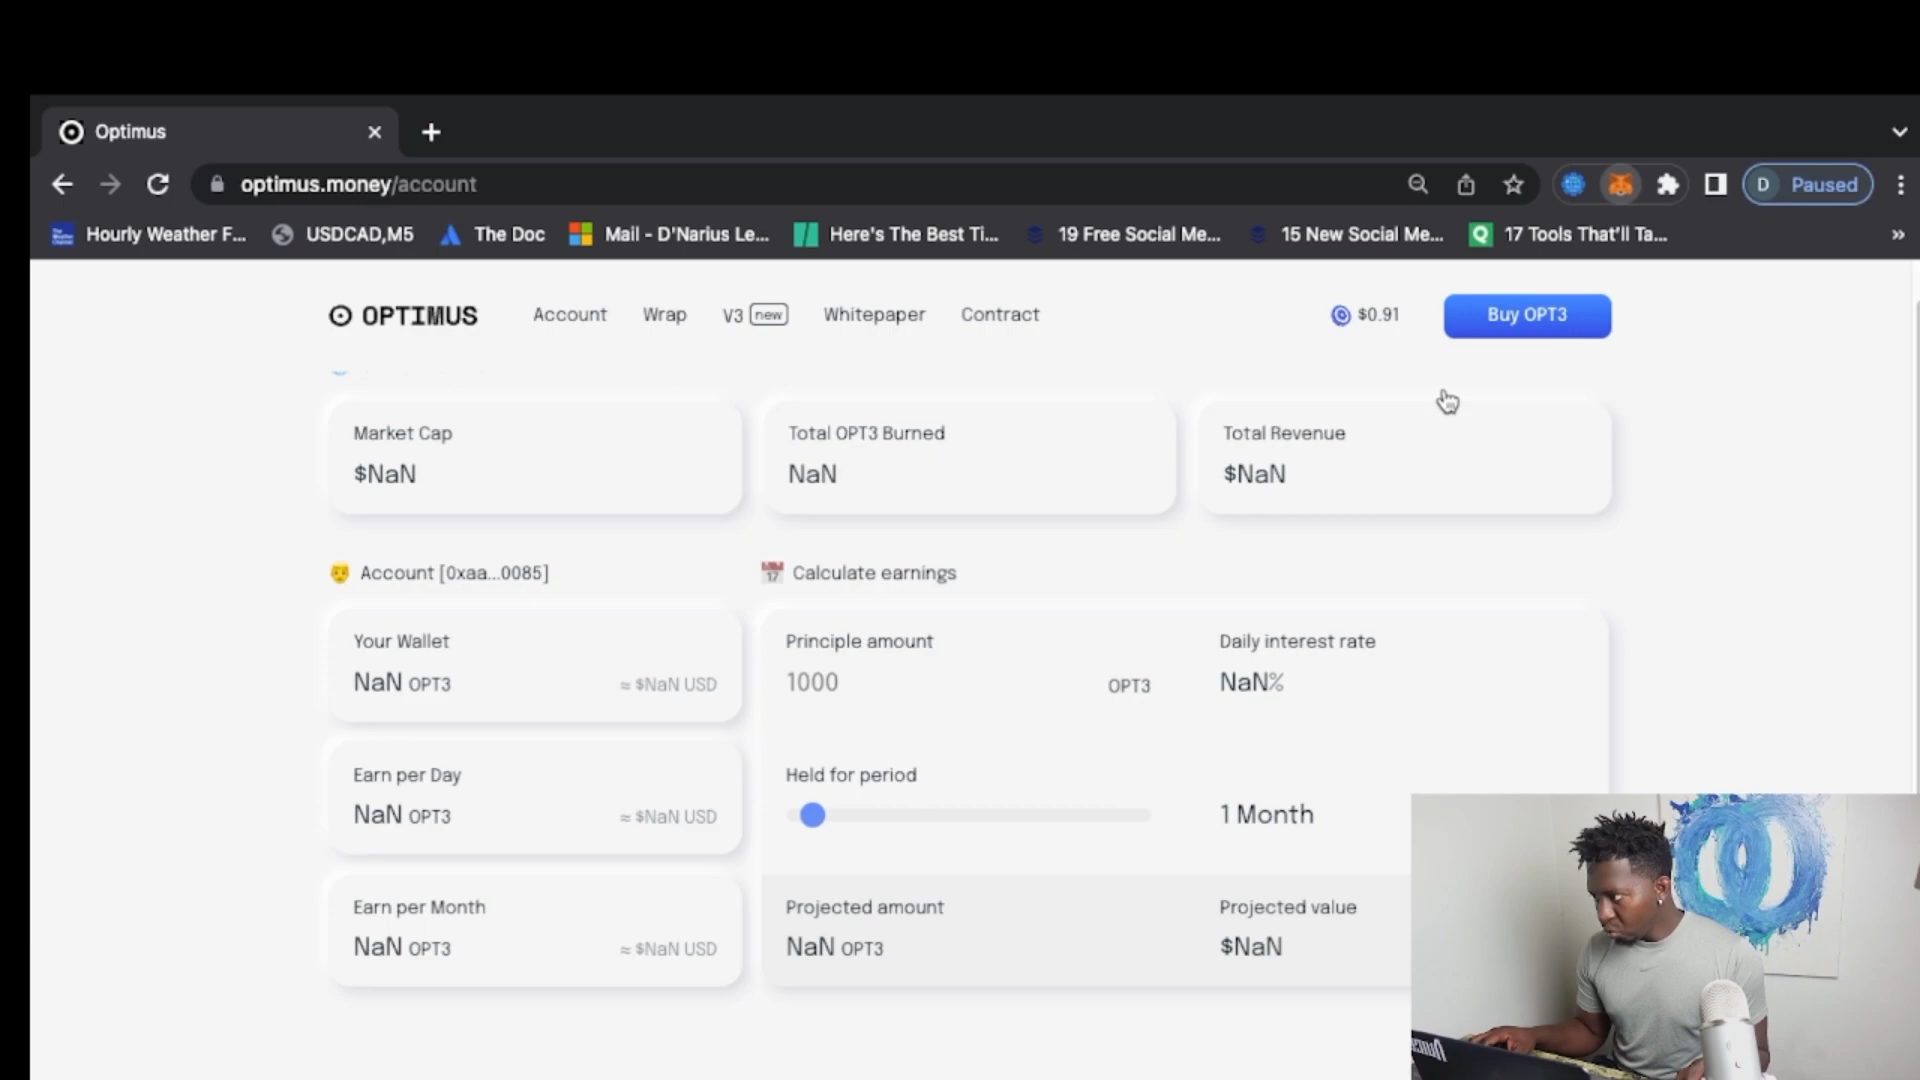 Optimus
optimus.money/account
D Paused
Hourly Weather F...
USDCAD,M5
The Doc
Mail - D'Narius Le...
Here's The Best Ti...
19 Free Social Me...
15 New Social Me...
17 Tools That'll Ta...
»
OPTIMUS
Account
Wrap
V3 new
Whitepaper
Contract
$0.91
Buy OPT3
Market Cap
$NaN
Total OPT3 Burned
NaN
Total Revenue
$NaN
Account [0xaa...0085]
Your Wallet
NaN OPT3 ≈ $NaN USD
Earn per Day
NaN OPT3 ≈ $NaN USD
Earn per Month
NaN OPT3 ≈ $NaN USD
17 Calculate earnings
Principle amount
1000 OPT3
Daily interest rate
NaN%
Held for period
1 Month
Projected amount
NaN OPT3
Projected value
$NaN